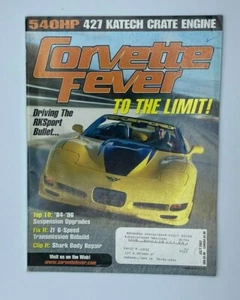 540HP 427 KATECH CRATE ENGINE
Corvette
Fever
TO THE LIMIT!
Driving The
RKSport
Bullet...
Top 10: '84-'96
Suspension Upgrades
Fix It: ZF 6-Speed
Transmission Rebuild
Clip It: Shark Body Repair
Visit us on the Web!
www.corvettefever.com